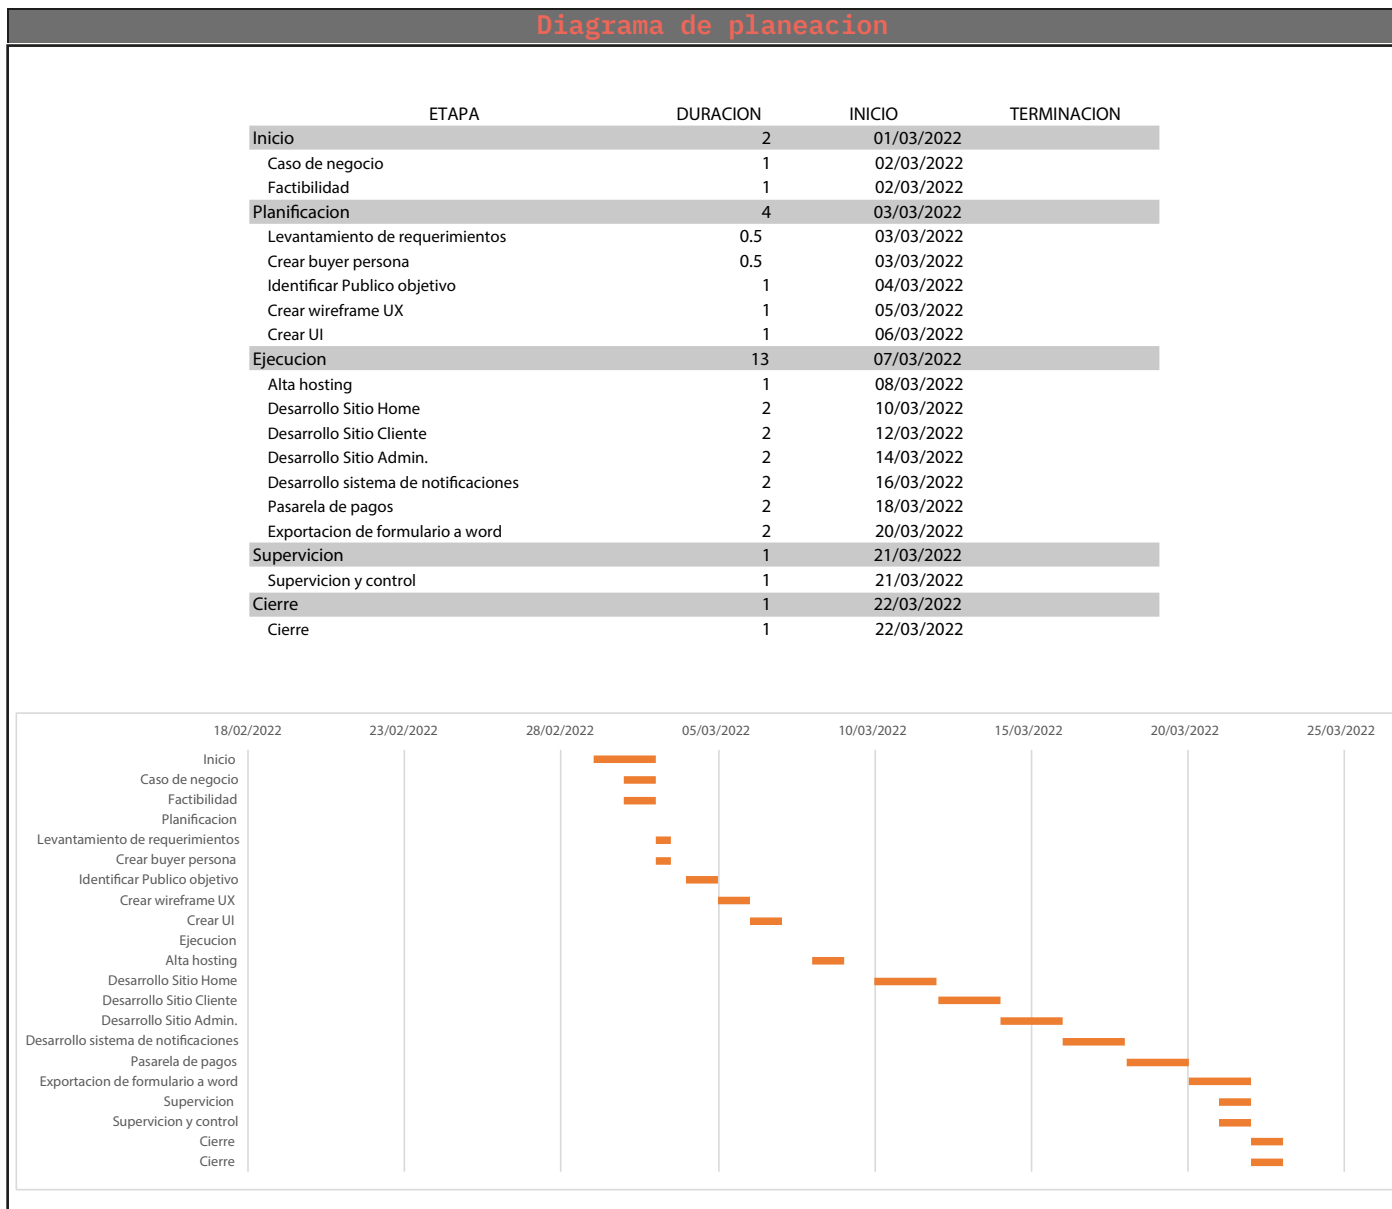 Diagrama de planeacion
ETAPA DURACION INICIO TERMINACION
Inicio 2 01/03/2022
Caso de negocio 1 02/03/2022
Factibilidad 1 02/03/2022
Planificacion 4 03/03/2022
Levantamiento de requerimientos 0.5 03/03/2022
Crear buyer persona 0.5 03/03/2022
Identificar Publico objetivo 1 04/03/2022
Crear wireframe UX 1 05/03/2022
Crear UI 1 06/03/2022
Ejecucion 13 07/03/2022
Alta hosting 1 08/03/2022
Desarrollo Sitio Home 2 10/03/2022
Desarrollo Sitio Cliente 2 12/03/2022
Desarrollo Sitio Admin. 2 14/03/2022
Desarrollo sistema de notificaciones 2 16/03/2022
Pasarela de pagos 2 18/03/2022
Exportacion de formulario a word 2 20/03/2022
Supervicion 1 21/03/2022
Supervicion y control 1 21/03/2022
Cierre 1 22/03/2022
Cierre 1 22/03/2022
18/02/2022 23/02/2022 28/02/2022 05/03/2022 10/03/2022 15/03/2022 20/03/2022 25/03/2022
Inicio
Caso de negocio
Factibilidad
Planificacion
Levantamiento de requerimientos
Crear buyer persona
Identificar Publico objetivo
Crear wireframe UX
Crear UI
Ejecucion
Alta hosting
Desarrollo Sitio Home
Desarrollo Sitio Cliente
Desarrollo Sitio Admin.
Desarrollo sistema de notificaciones
Pasarela de pagos
Exportacion de formulario a word
Supervicion
Supervicion y control
Cierre
Cierre